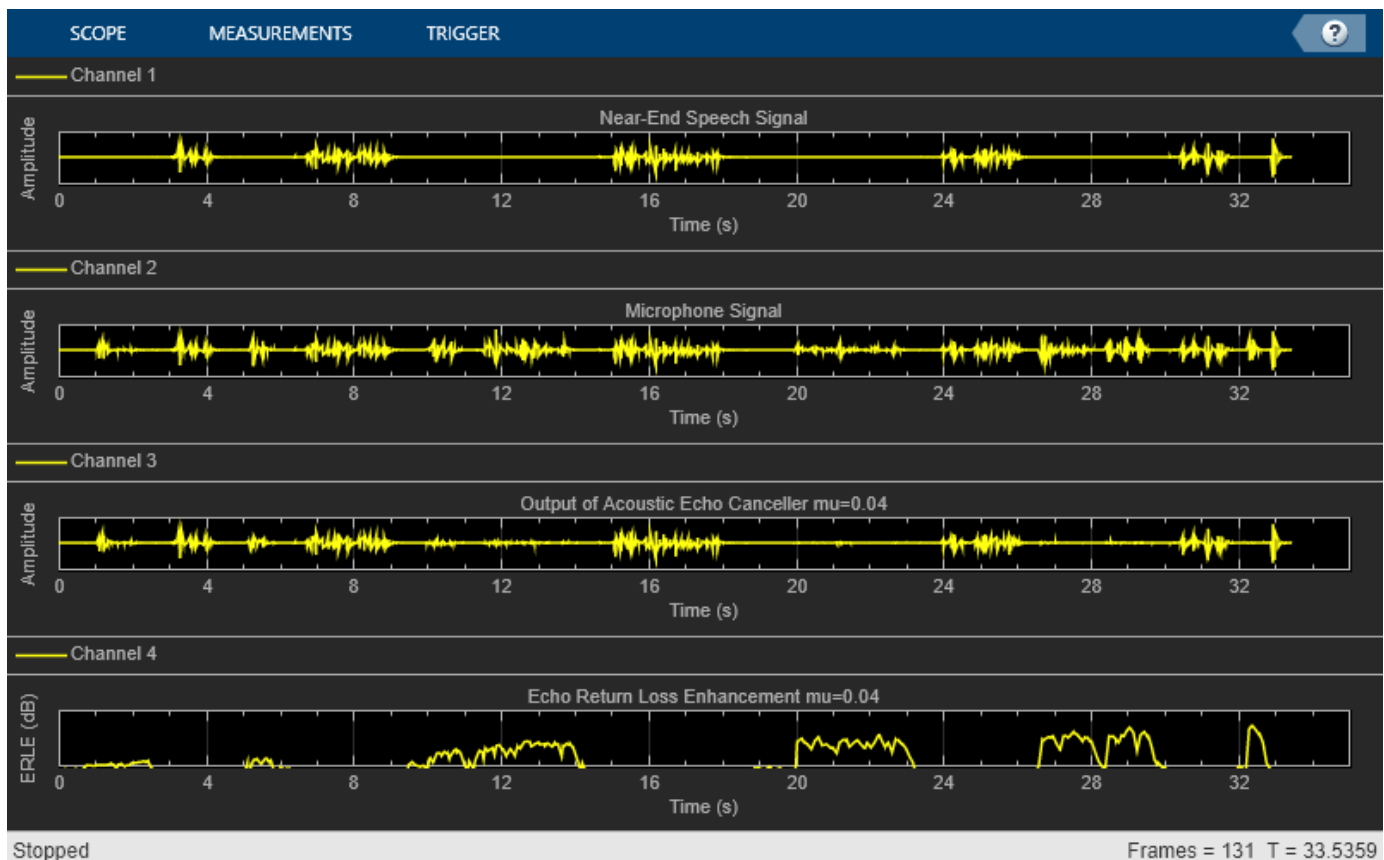 SCOPE MEASUREMENTS TRIGGER ?
Channel 1
Near-End Speech Signal
Amplitude
0 4 8 12 16 20 24 28 32
Time (s)
Channel 2
Microphone Signal
Amplitude
0 4 8 12 16 20 24 28 32
Time (s)
Channel 3
Output of Acoustic Echo Canceller mu=0.04
Amplitude
0 4 8 12 16 20 24 28 32
Time (s)
Channel 4
Echo Return Loss Enhancement mu=0.04
ERLE (dB)
0 4 8 12 16 20 24 28 32
Time (s)
Stopped Frames = 131 T = 33.5359